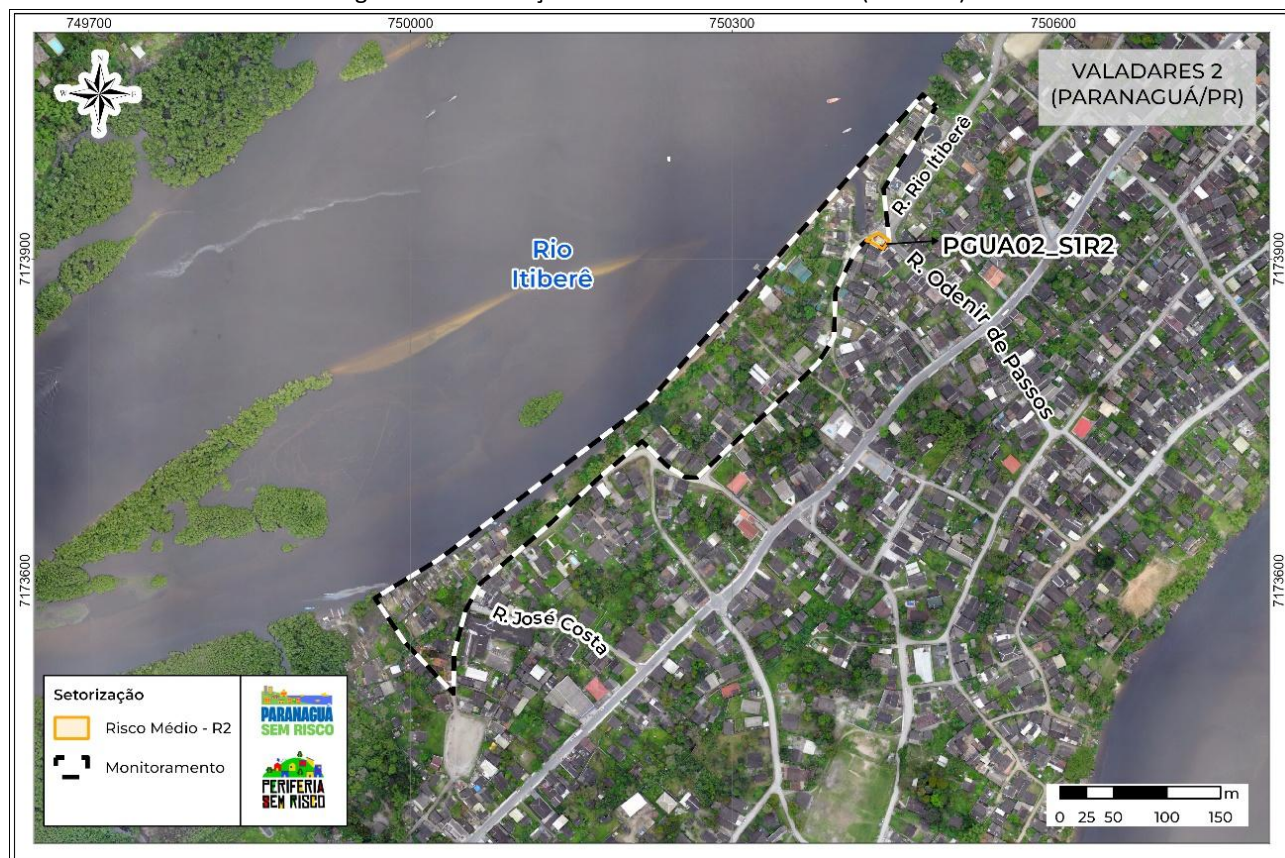 749700
750000
750300
750600
VALADARES 2
(PARANAGUÁ/PR)
N
R. Rio Itiberê
7173900
7173900
PGUA02_S1R2
Rio
Itiberê
R. Odenir de Passos
7173600
7173600
R. José Costa
Setorização
Risco Médio - R2
Monitoramento
PARANAGUÁ
SEM RISCO
PERIFERIA
SEM RISCO
0 25 50 100 150 m